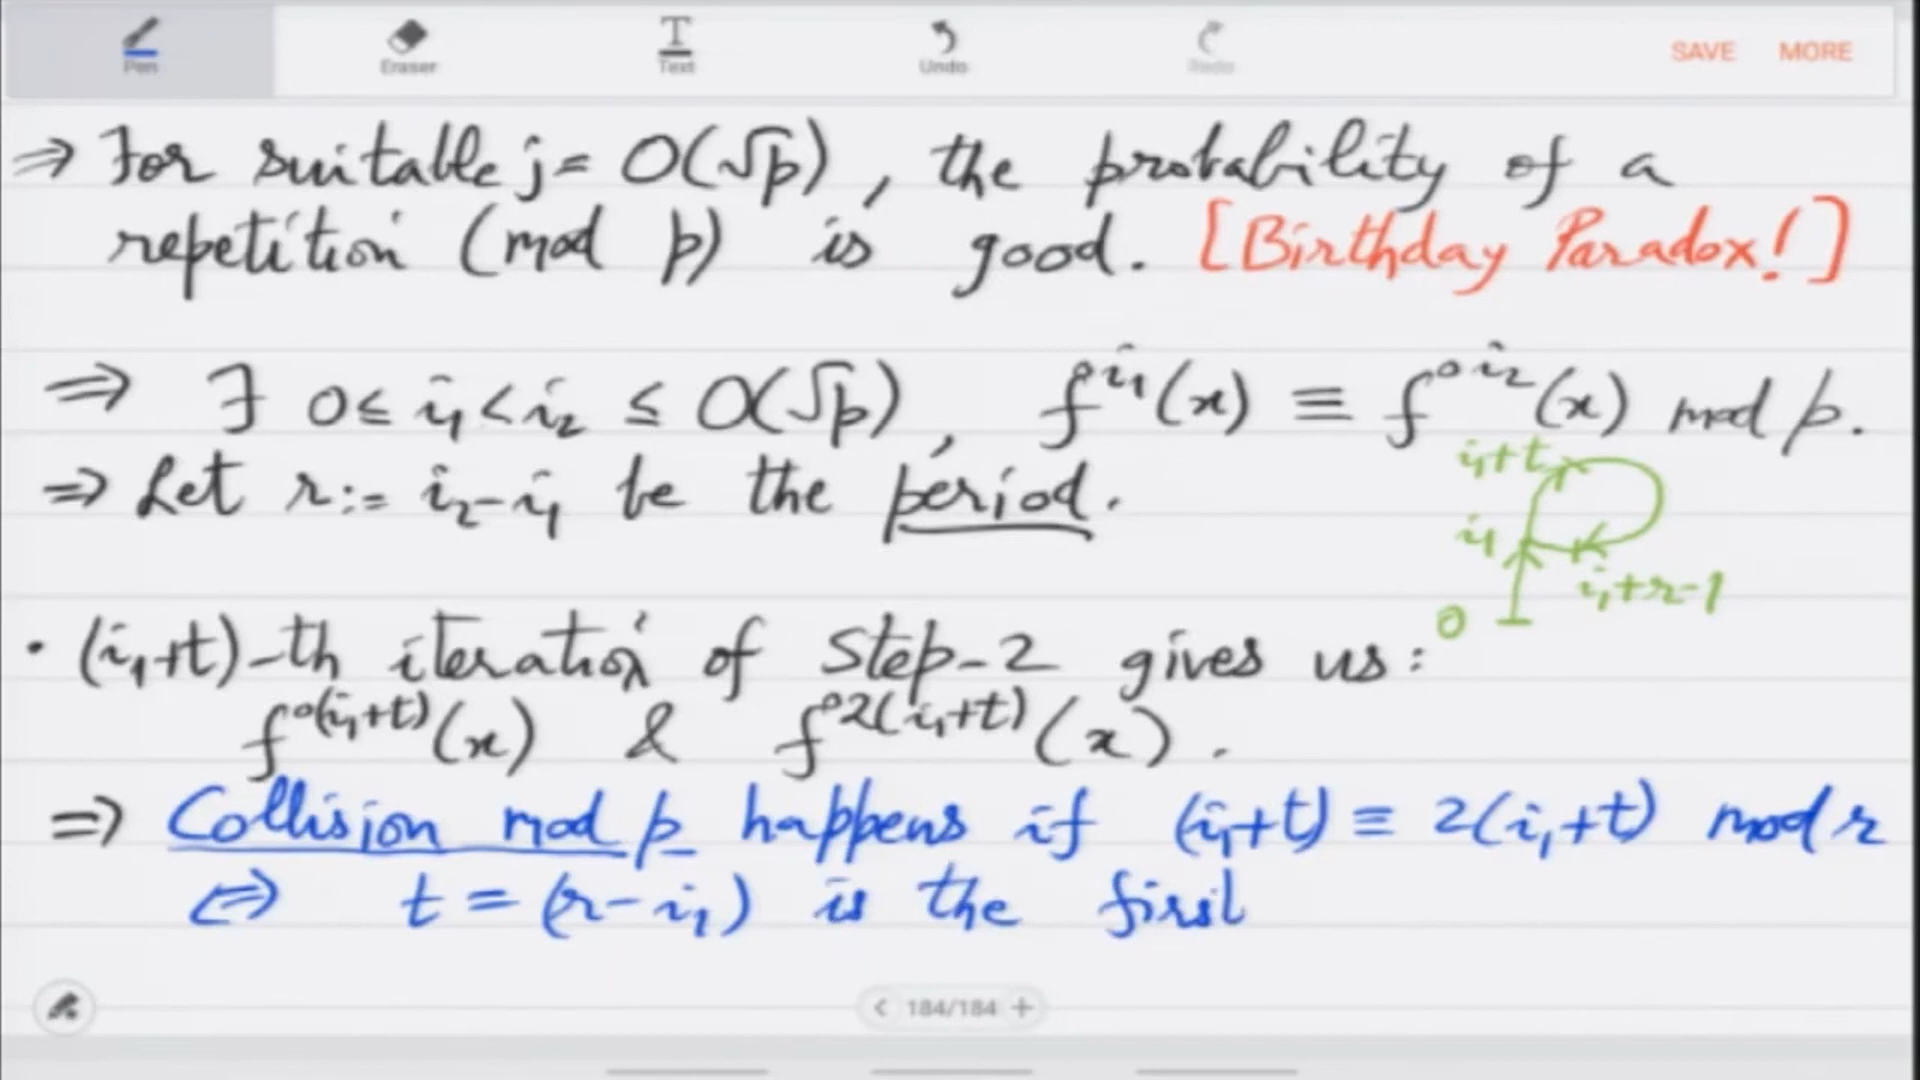 Pen Eraser Text Undo Redo SAVE MORE
⇒ For suitable j = O(√p), the probability of a
repetition (mod p) is good. [Birthday Paradox!]
⇒ ∃ 0 ≤ i₁ < i₂ ≤ O(√p), f^{∘i₁}(x) ≡ f^{∘i₂}(x) mod p.
⇒ Let r := i₂-i₁ be the period.
i₁+t
i₁
i₁+r-1
0
· (i₁+t)-th iteration of Step-2 gives us:
f^{∘(i₁+t)}(x) & f^{∘2(i₁+t)}(x).
⇒ Collision mod p happens if (i₁+t) ≡ 2(i₁+t) mod r
⇔ t = (r-i₁) is the first
< 184/184 +